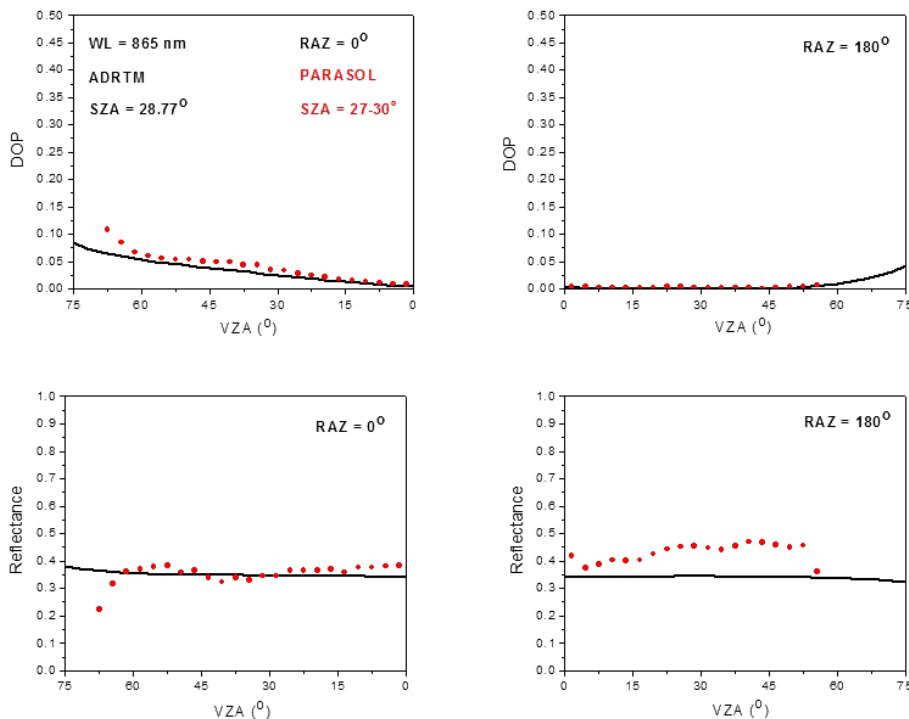 0.50
0.45
0.40
0.35
0.30
0.25
0.20
0.15
0.10
0.05
0.00
DOP
WL = 865 nm
RAZ = 0⁰
ADRTM
PARASOL
SZA = 28.77⁰
SZA = 27-30°
75 60 45 30 15 0
VZA (⁰)
0.50
0.45
0.40
0.35
0.30
0.25
0.20
0.15
0.10
0.05
0.00
DOP
RAZ = 180⁰
0 15 30 45 60 75
VZA (⁰)
1.0
0.9
0.8
0.7
0.6
0.5
0.4
0.3
0.2
0.1
0.0
Reflectance
RAZ = 0⁰
75 60 45 30 15 0
VZA (⁰)
1.0
0.9
0.8
0.7
0.6
0.5
0.4
0.3
0.2
0.1
0.0
Reflectance
RAZ = 180⁰
0 15 30 45 60 75
VZA (⁰)